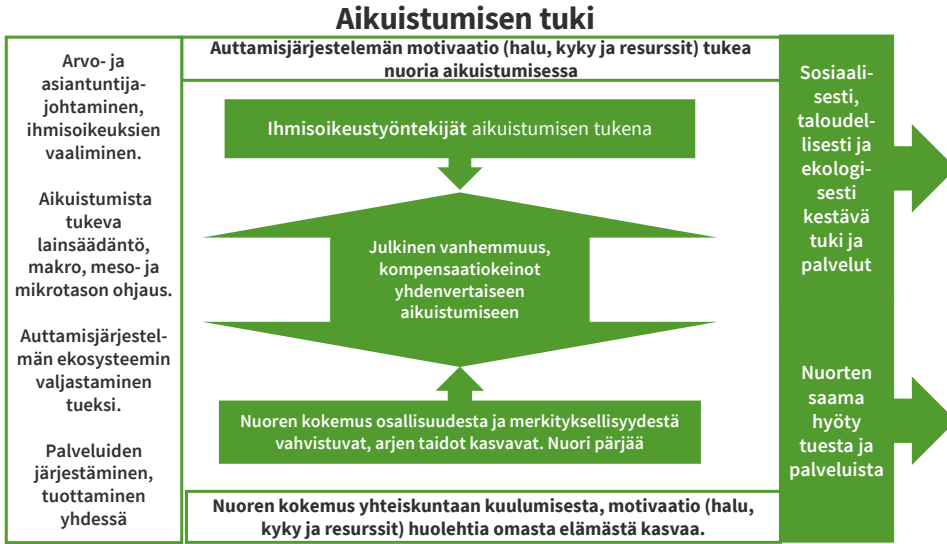 Aikuistumisen tuki
Arvo- ja
asiantuntija-
johtaminen,
ihmisoikeuksien
vaaliminen.
Aikuistumista
tukeva
lainsäädäntö,
makro, meso- ja
mikrotason ohjaus.
Auttamisjärjestel-
män ekosysteemin
valjastaminen
tueksi.
Palveluiden
järjestäminen,
tuottaminen
yhdessä
Auttamisjärjestelemän motivaatio (halu, kyky ja resurssit) tukea
nuoria aikuistumisessa
Ihmisoikeustyöntekijät aikuistumisen tukena
Julkinen vanhemmuus,
kompensaatiokeinot
yhdenvertaiseen
aikuistumiseen
Nuoren kokemus osallisuudesta ja merkityksellisyydestä
vahvistuvat, arjen taidot kasvavat. Nuori pärjää
Nuoren kokemus yhteiskuntaan kuulumisesta, motivaatio (halu,
kyky ja resurssit) huolehtia omasta elämästä kasvaa.
Sosiaali-
sesti,
taloudel-
lisesti ja
ekologi-
sesti
kestävä
tuki ja
palvelut
Nuorten
saama
hyöty
tuesta ja
palveluista